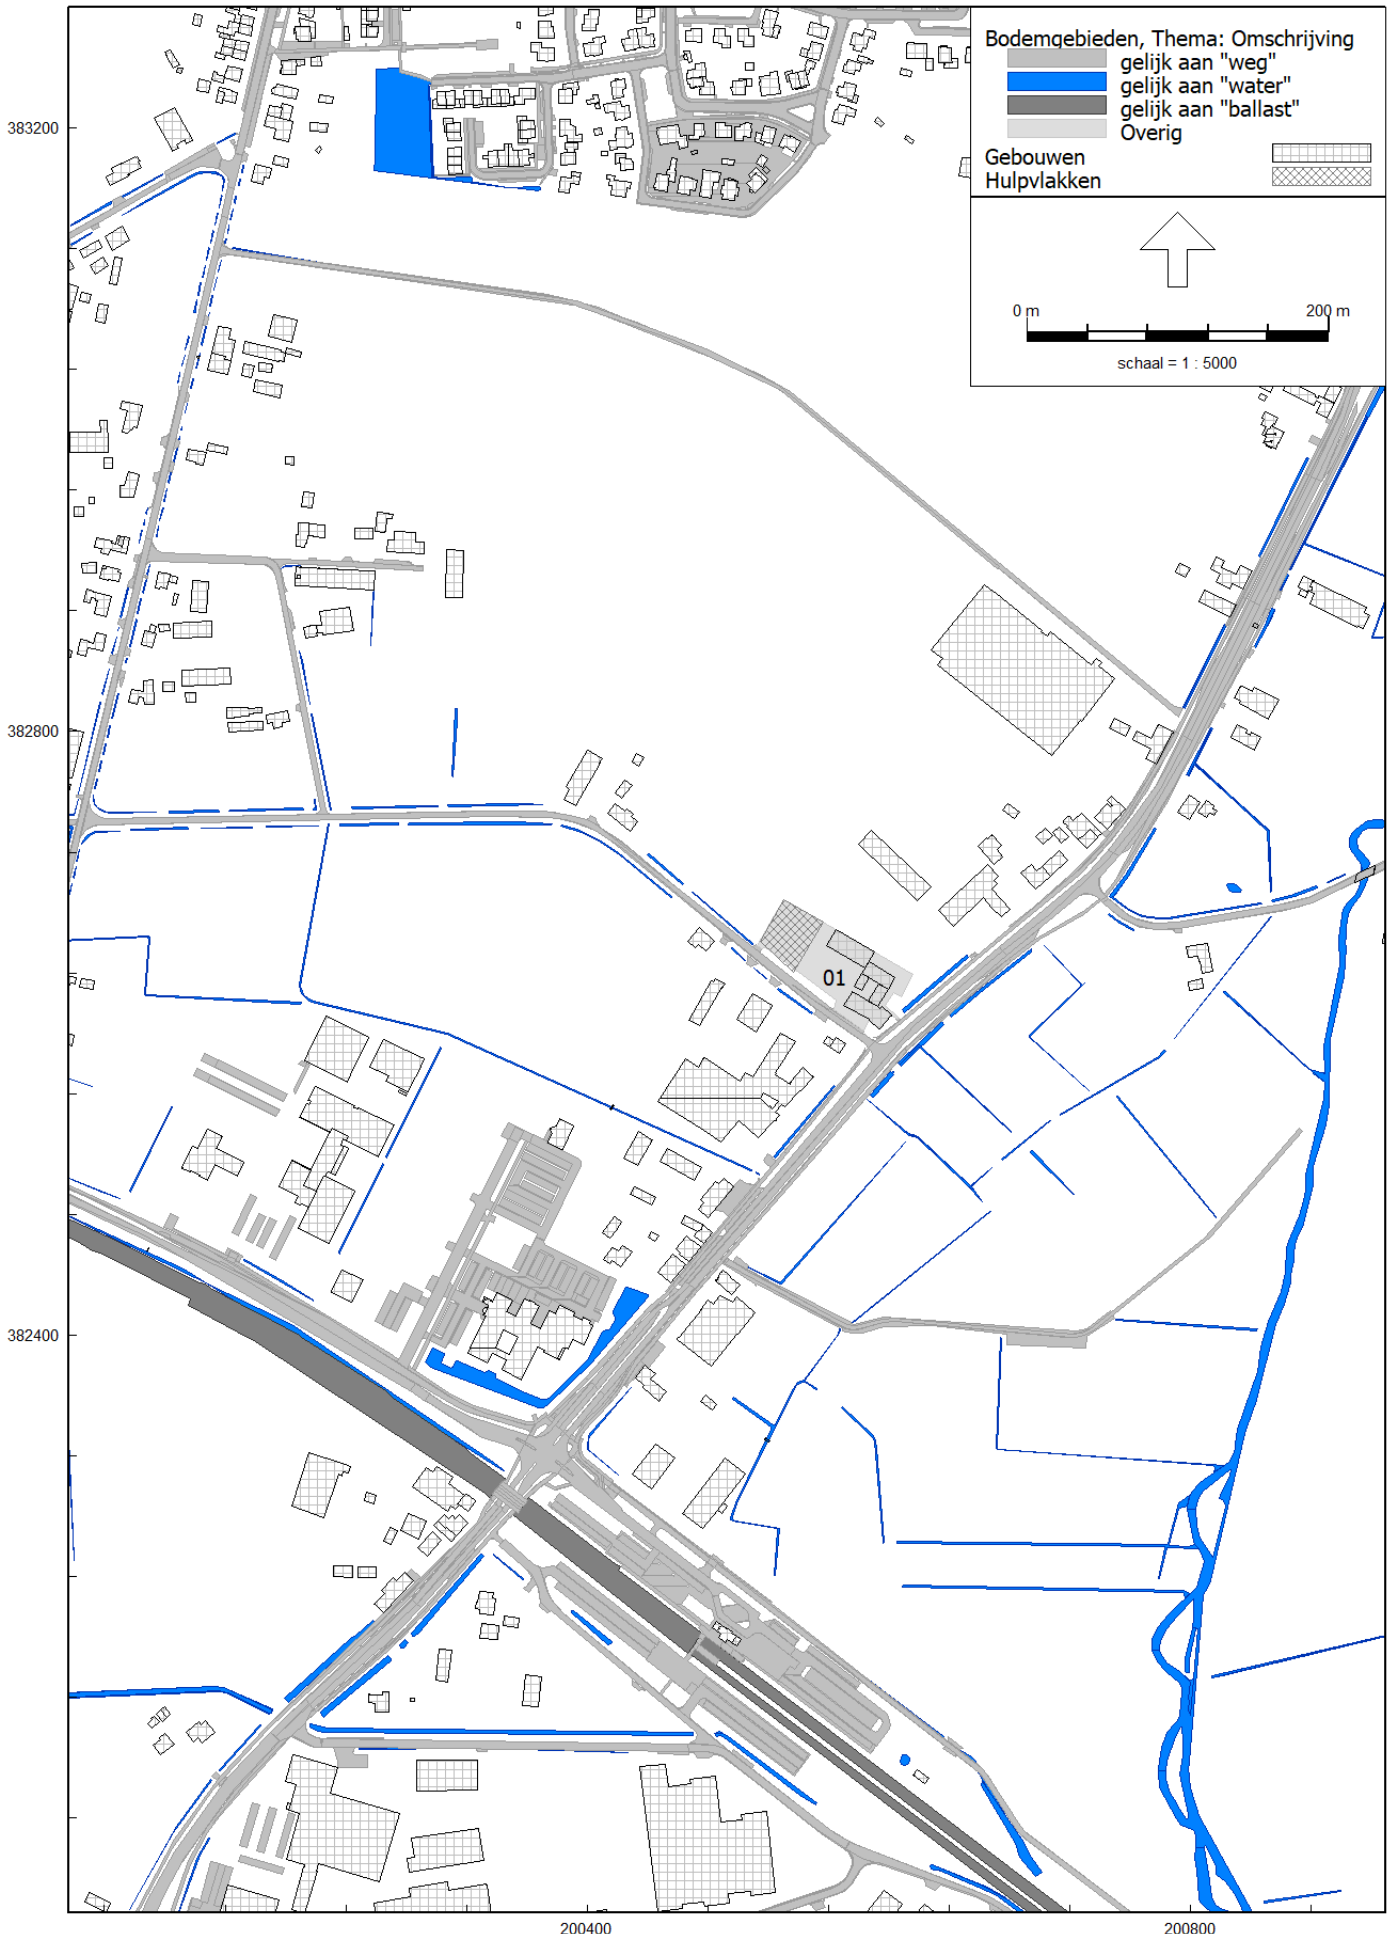 Bodemgebieden, Thema: Omschrijving
gelijk aan "weg"
gelijk aan "water"
gelijk aan "ballast"
Overig
Gebouwen
Hulpvlakken
0 m 200 m
schaal = 1 : 5000
383200
382800
01
382400
200400 200800